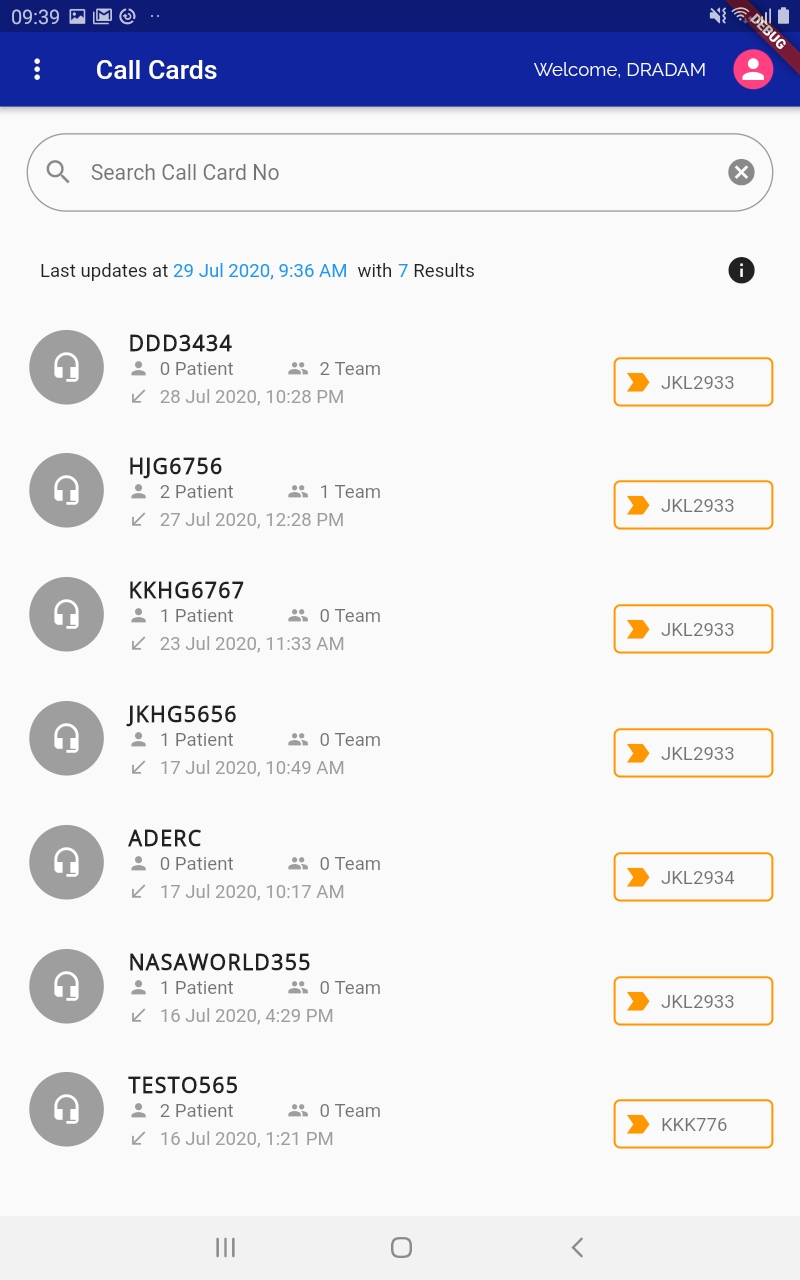 09:39
DEBUG
Call Cards
Welcome, DRADAM
Search Call Card No
Last updates at 29 Jul 2020, 9:36 AM with 7 Results
DDD3434
0 Patient 2 Team
28 Jul 2020, 10:28 PM
JKL2933
HJG6756
2 Patient 1 Team
27 Jul 2020, 12:28 PM
JKL2933
KKHG6767
1 Patient 0 Team
23 Jul 2020, 11:33 AM
JKL2933
JKHG5656
1 Patient 0 Team
17 Jul 2020, 10:49 AM
JKL2933
ADERC
0 Patient 0 Team
17 Jul 2020, 10:17 AM
JKL2934
NASAWORLD355
1 Patient 0 Team
16 Jul 2020, 4:29 PM
JKL2933
TESTO565
2 Patient 0 Team
16 Jul 2020, 1:21 PM
KKK776